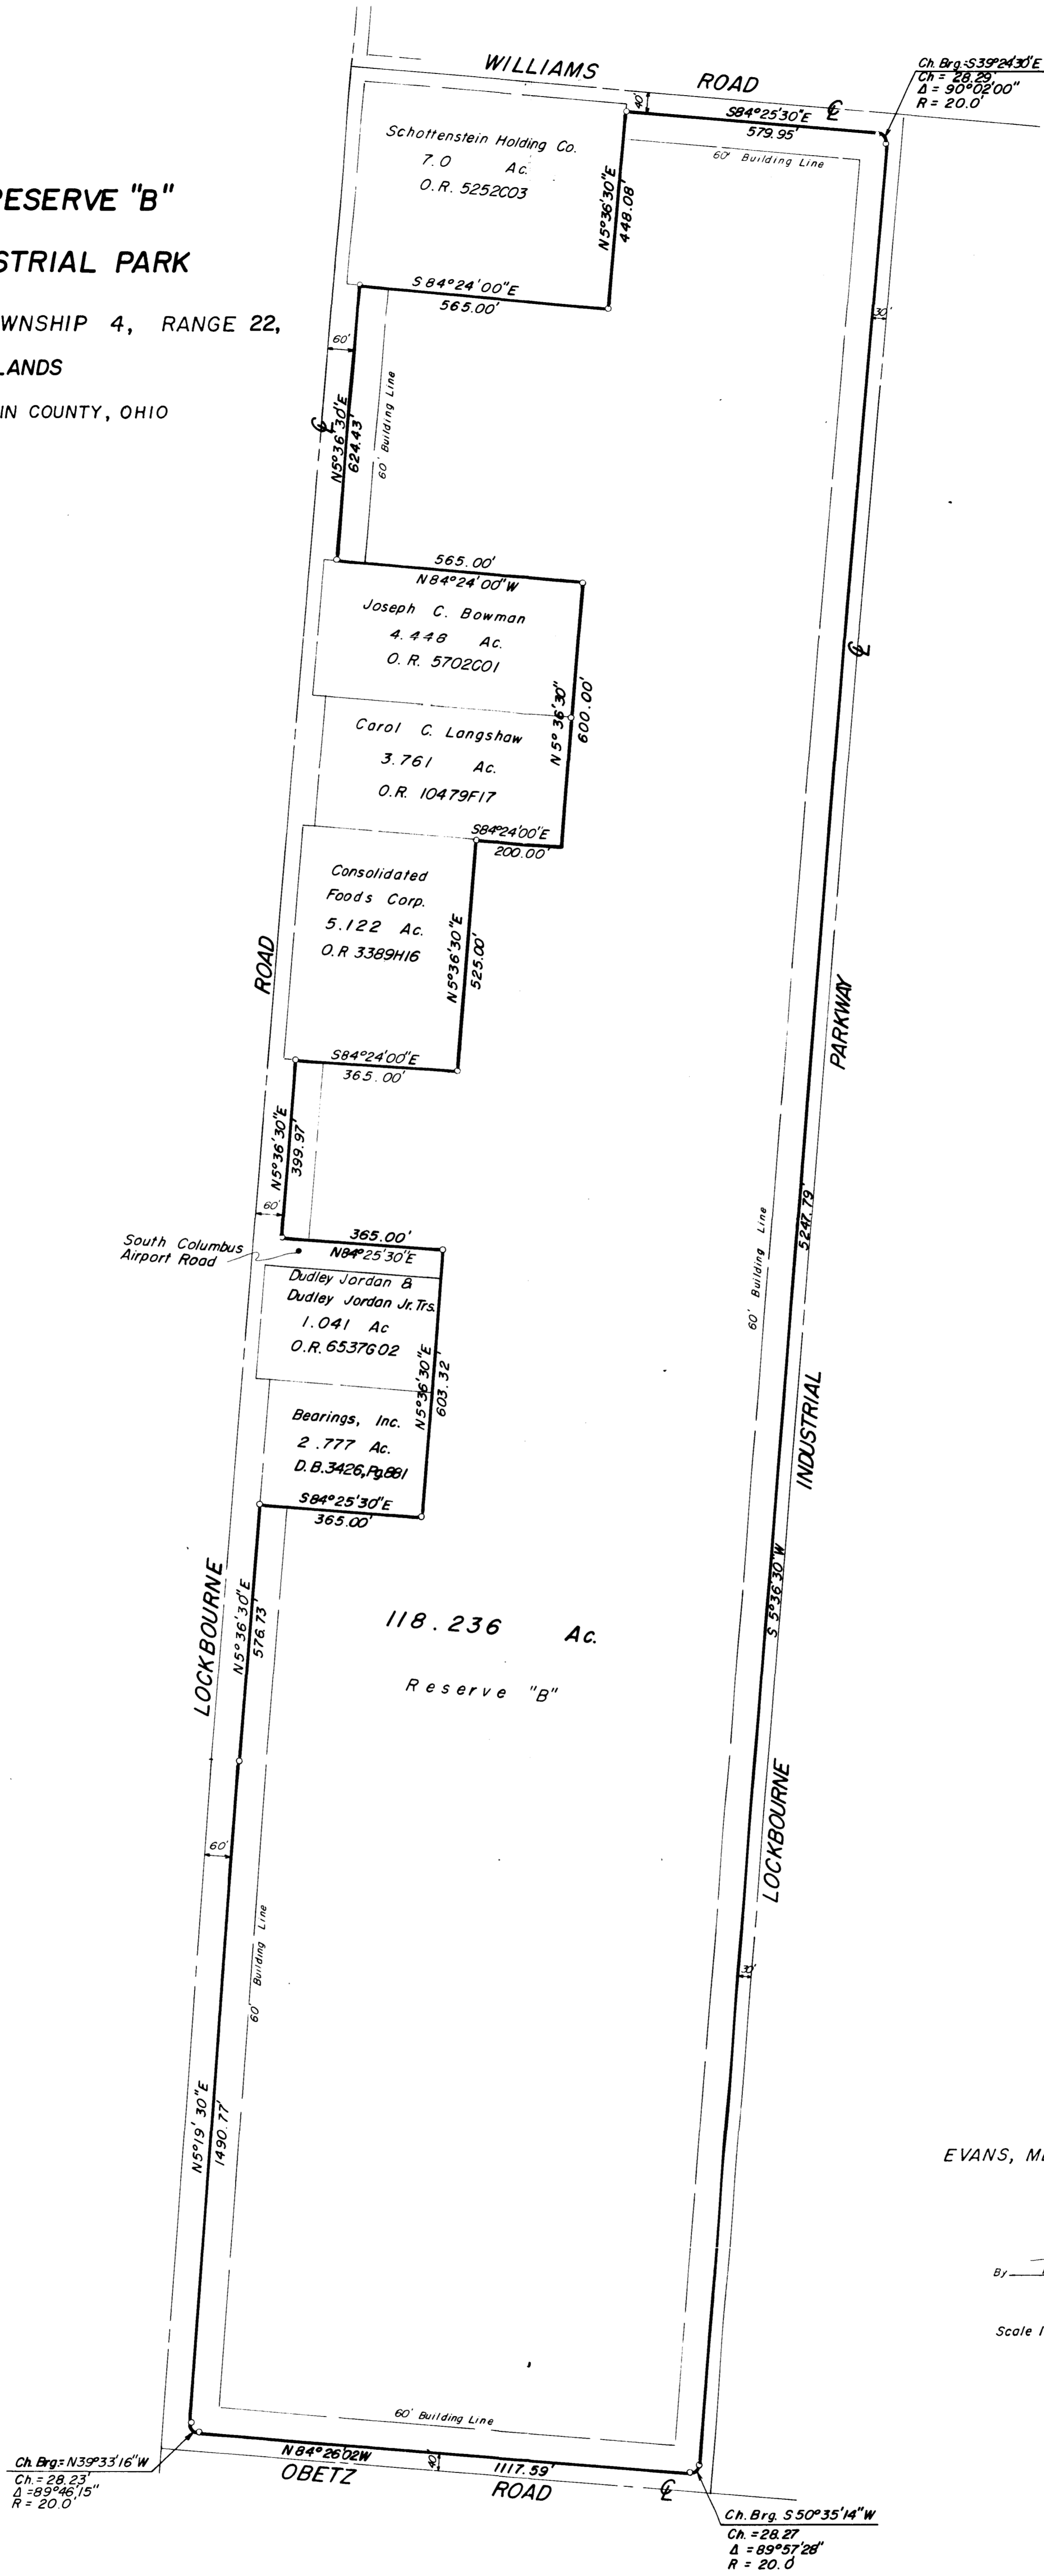 WILLIAMS ROAD
Ch. Brg.=S39°24'30"E
Ch = 28.29'
Δ = 90°02'00"
R = 20.0'
40'
S84°25'30"E
℄
579.95'
60' Building Line
Schottenstein Holding Co.
7.0 Ac.
O.R. 5252C03
N5°36'30"E
448.08'
RESERVE "B"
STRIAL PARK
WNSHIP 4, RANGE 22,
LANDS
IN COUNTY, OHIO
S 84°24'00"E
565.00'
30'
60'
60' Building Line
℄
N5°36'30"E
624.43'
565.00'
N84°24'00"W
Joseph C. Bowman
4.448 Ac.
O. R. 5702C01
℄
N5°36'30"
600.00'
Carol C. Langshaw
3.761 Ac.
O.R. 10479F17
S84°24'00"E
200.00'
Consolidated
Foods Corp.
5.122 Ac.
O.R 3389H16
N5°36'30"E
525.00'
ROAD
PARKWAY
S84°24'00"E
365.00'
N5°36'30"E
399.97'
60'
5247.79'
60' Building Line
South Columbus
Airport Road
365.00'
N84°25'30"E
Dudley Jordan &
Dudley Jordan Jr. Trs.
1.041 Ac
O.R. 6537G02
N5°36'30"E
603.32'
INDUSTRIAL
Bearings, Inc.
2.777 Ac.
D.B.3426, Pg.881
S84°25'30"E
365.00'
S 5°36'30"W
LOCKBOURNE
N5°36'30"E
576.73'
118.236 Ac.
Reserve "B"
LOCKBOURNE
60'
60' Building Line
30'
N5°19'30"E
1490.77'
EVANS, M
By
Scale 1
60' Building Line
Ch. Brg.= N39°33'16"W
Ch. = 28.23'
Δ =89°46'15"
R = 20.0'
N84°26'02W
40'
1117.59'
OBETZ ROAD
℄
Ch. Brg. S 50°35'14"W
Ch. = 28.27
Δ = 89°57'28"
R = 20.0'